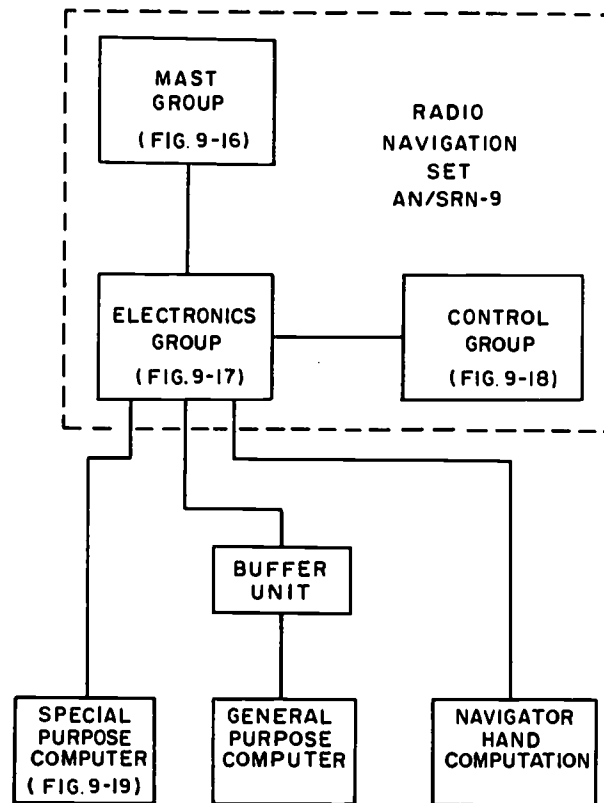 MAST
GROUP
(FIG. 9-16)
RADIO
NAVIGATION
SET
AN/SRN-9
ELECTRONICS
GROUP
(FIG. 9-17)
CONTROL
GROUP
(FIG. 9-18)
BUFFER
UNIT
SPECIAL
PURPOSE
COMPUTER
(FIG. 9-19)
GENERAL
PURPOSE
COMPUTER
NAVIGATOR
HAND
COMPUTATION